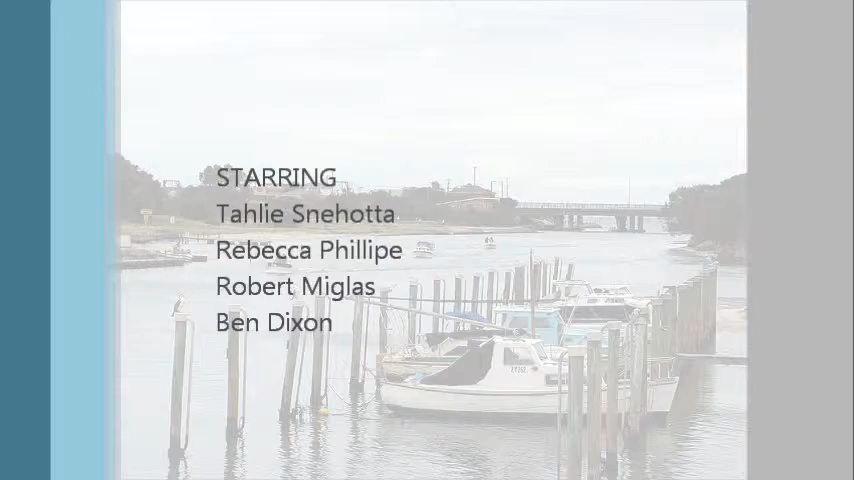 STARRING
Tahlie Snehotta
Rebecca Phillipe
Robert Miglas
Ben Dixon